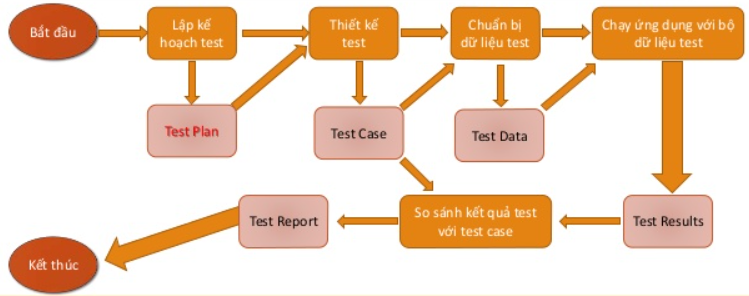 Bắt đầu
Lập kế
hoạch test
Thiết kế
test
Chuẩn bị
dữ liệu test
Chạy ứng dụng với bộ
dữ liệu test
Test Plan
Test Case
Test Data
So sánh kết quả test
với test case
Test Report
Test Results
Kết thúc